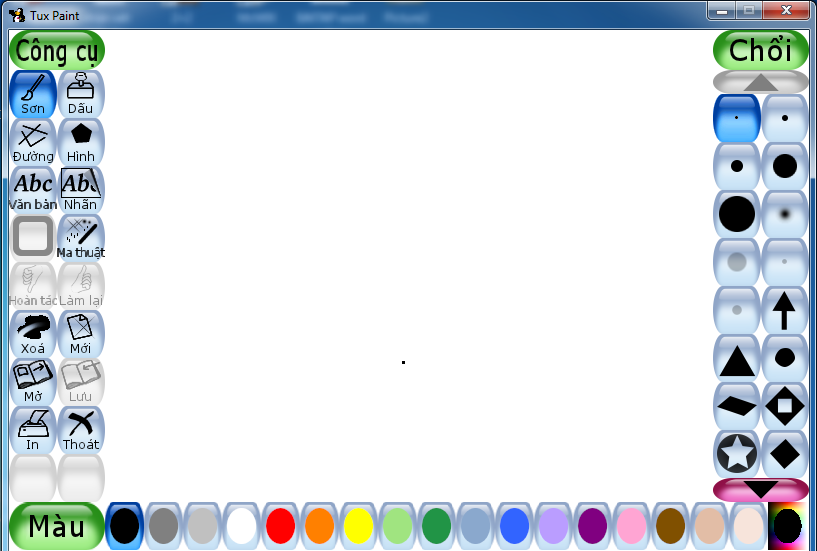 Tux Paint
Công cụ
Chổi
Sơn
Dấu
Đường
Hình
Abc
Abc
Văn bản
Nhãn
Ma thuật
Hoàn tác
Làm lại
Xoá
Mới
Mở
Lưu
In
Thoát
Màu